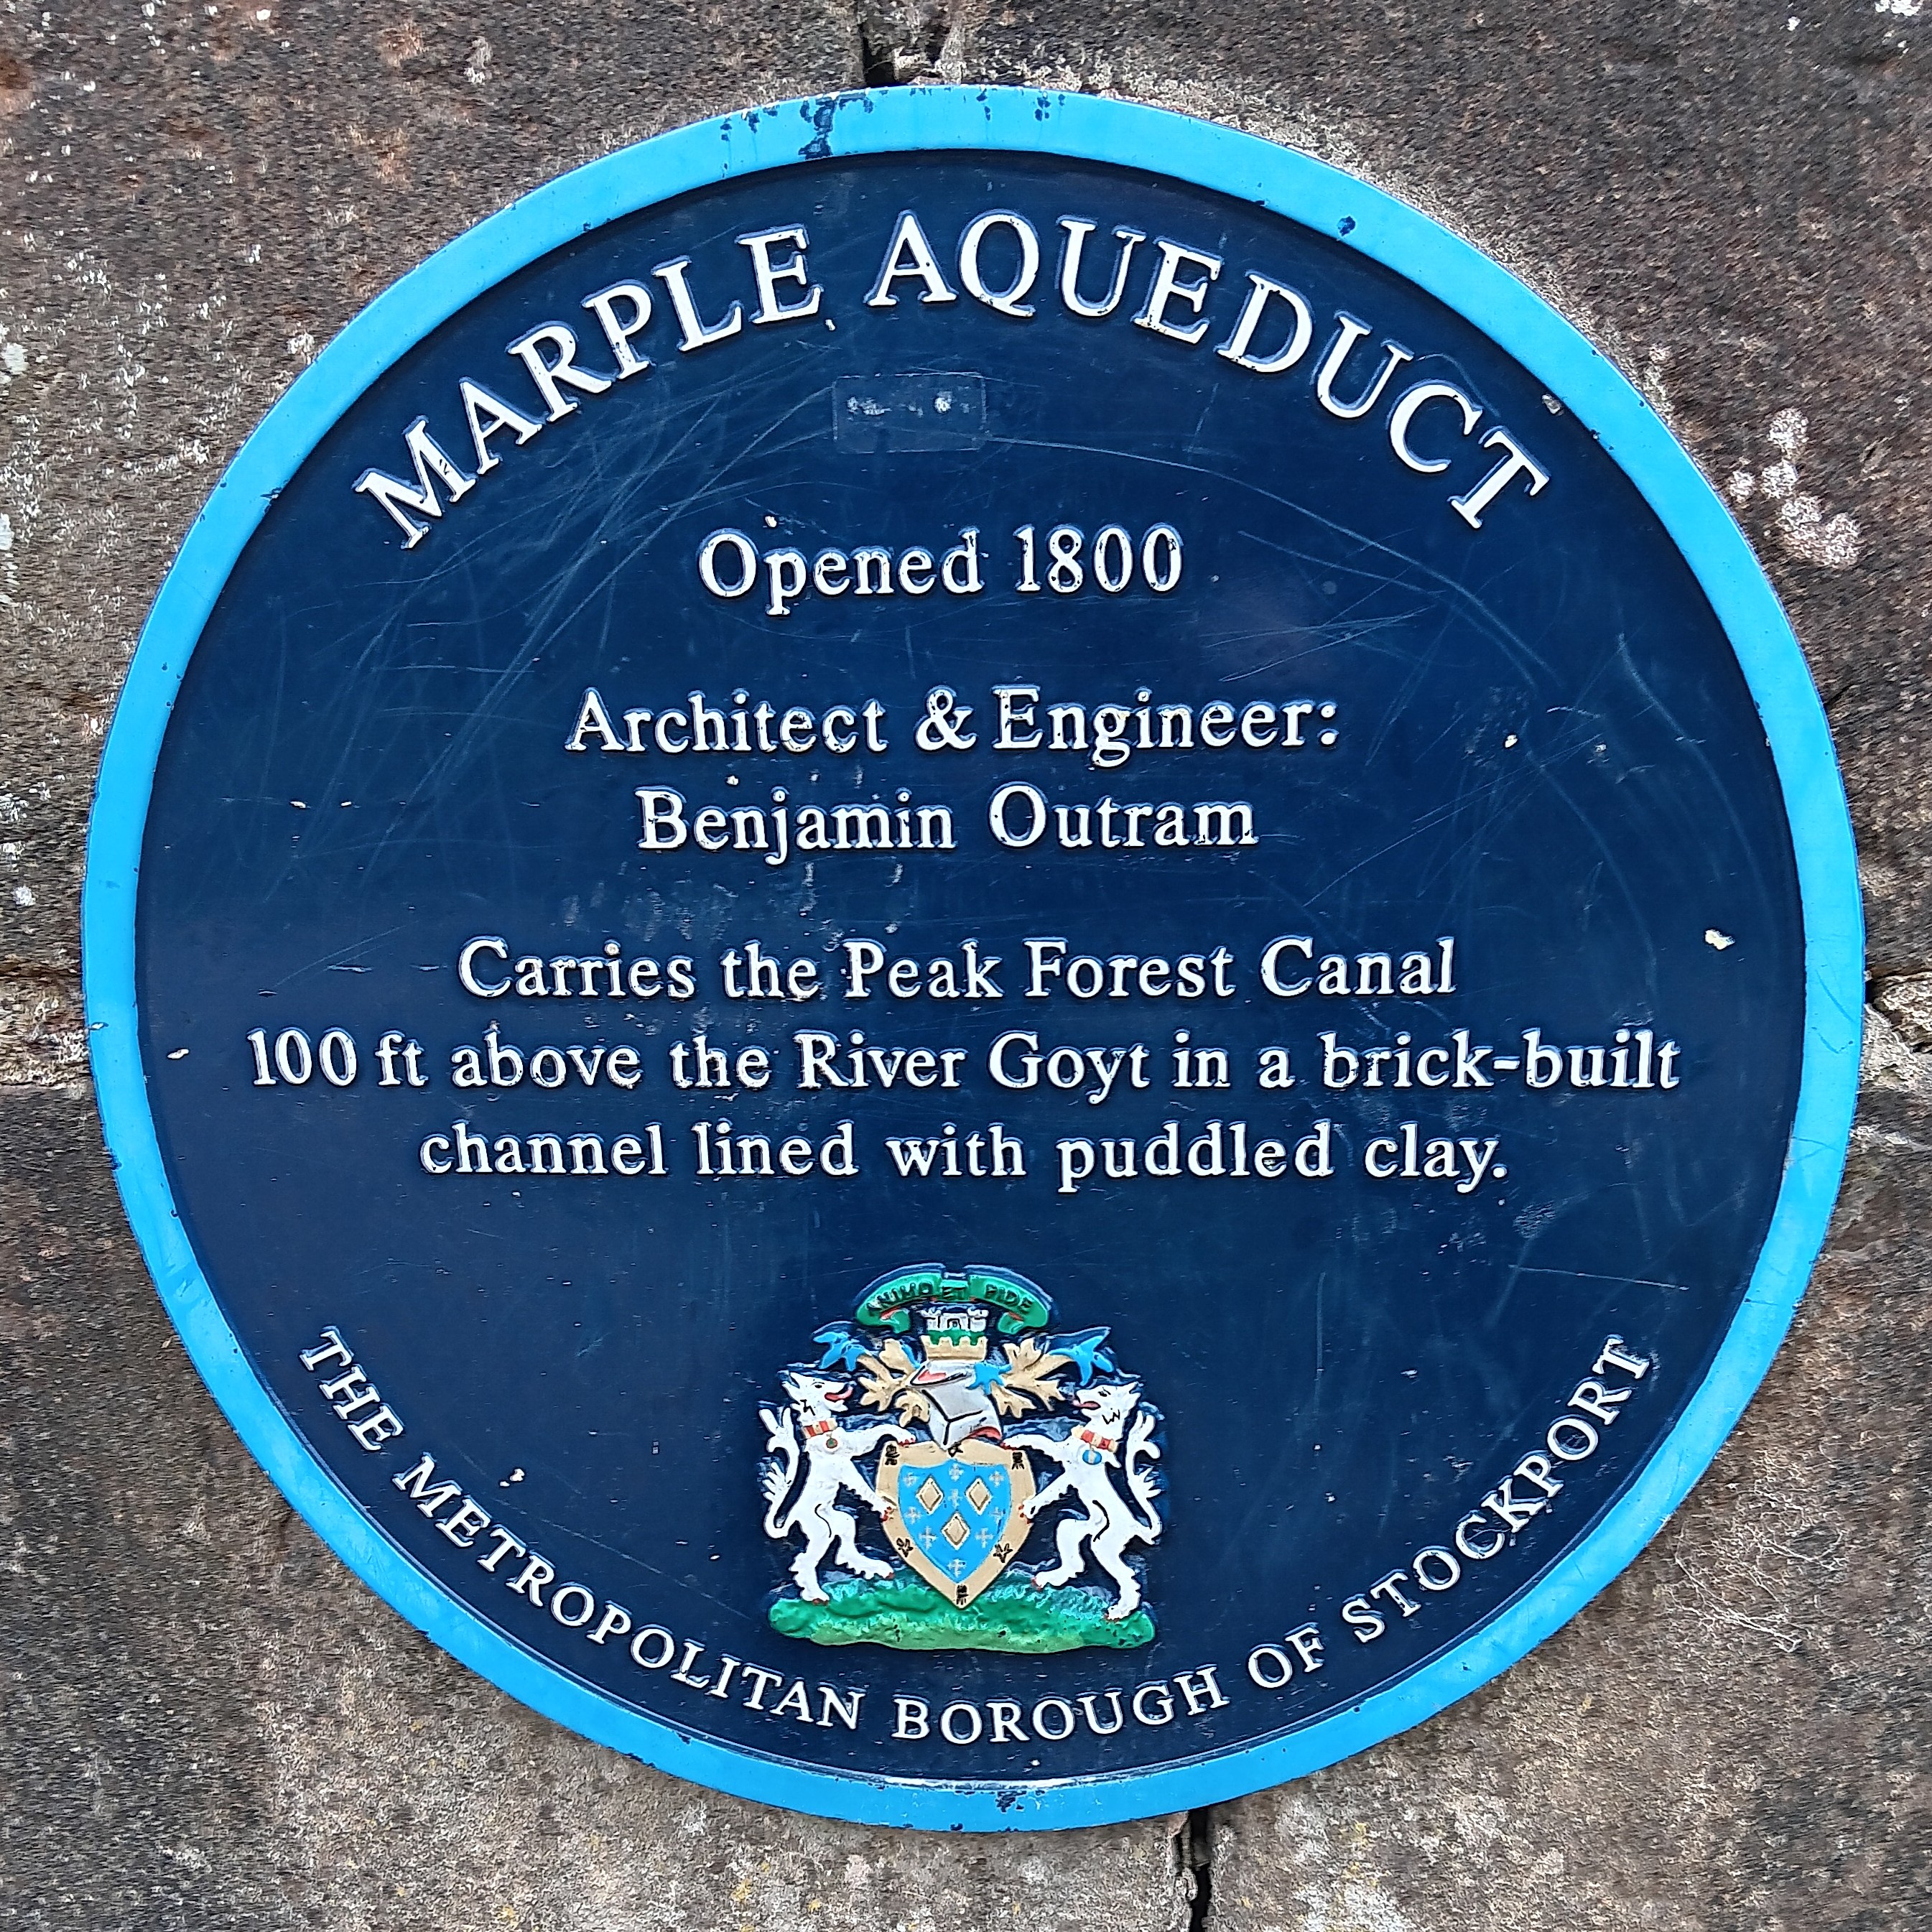 MARPLE AQUEDUCT
Opened 1800
Architect & Engineer:
Benjamin Outram
Carries the Peak Forest Canal
100 ft above the River Goyt in a brick-built
channel lined with puddled clay.
ANIMO ET FIDE
THE METROPOLITAN BOROUGH OF STOCKPORT